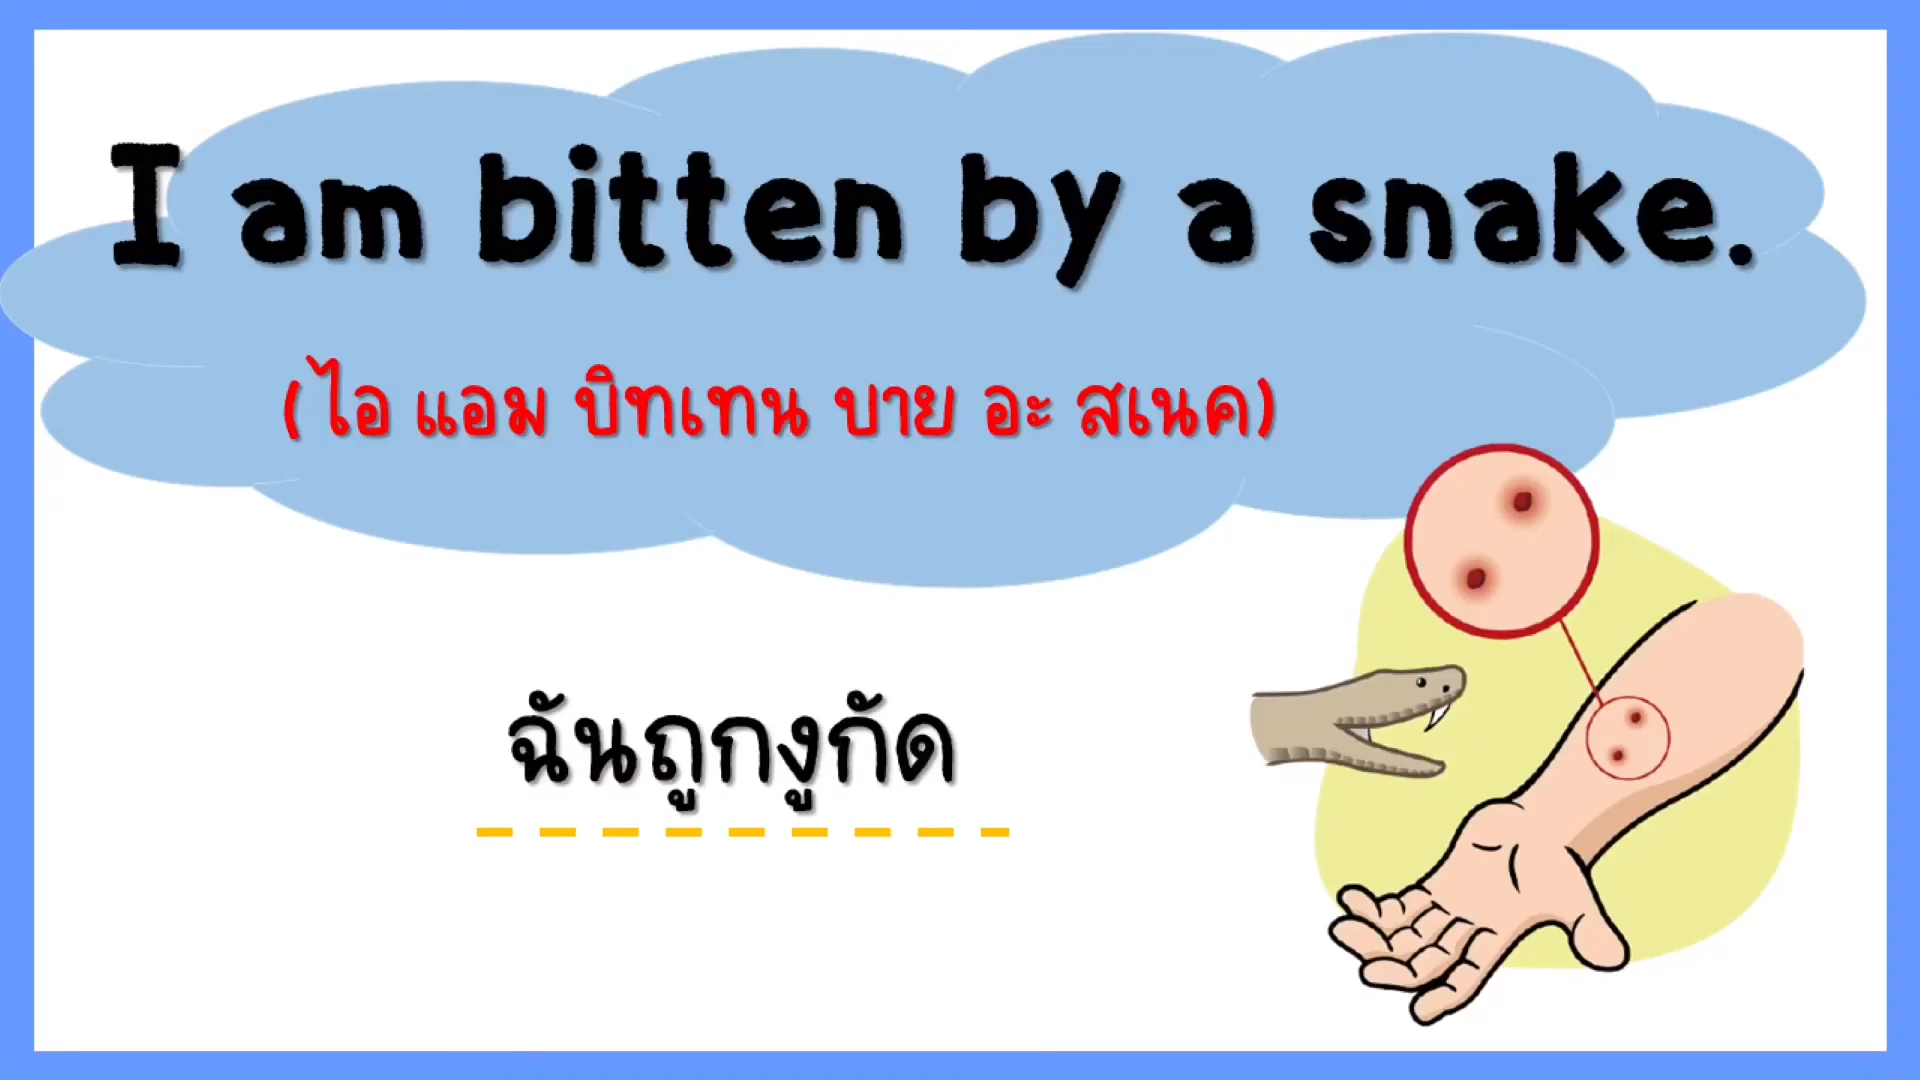 I am bitten by a snake.
(ไอ แอม บิทเทน บาย อะ สเนค)
ฉันถูกงูกัด